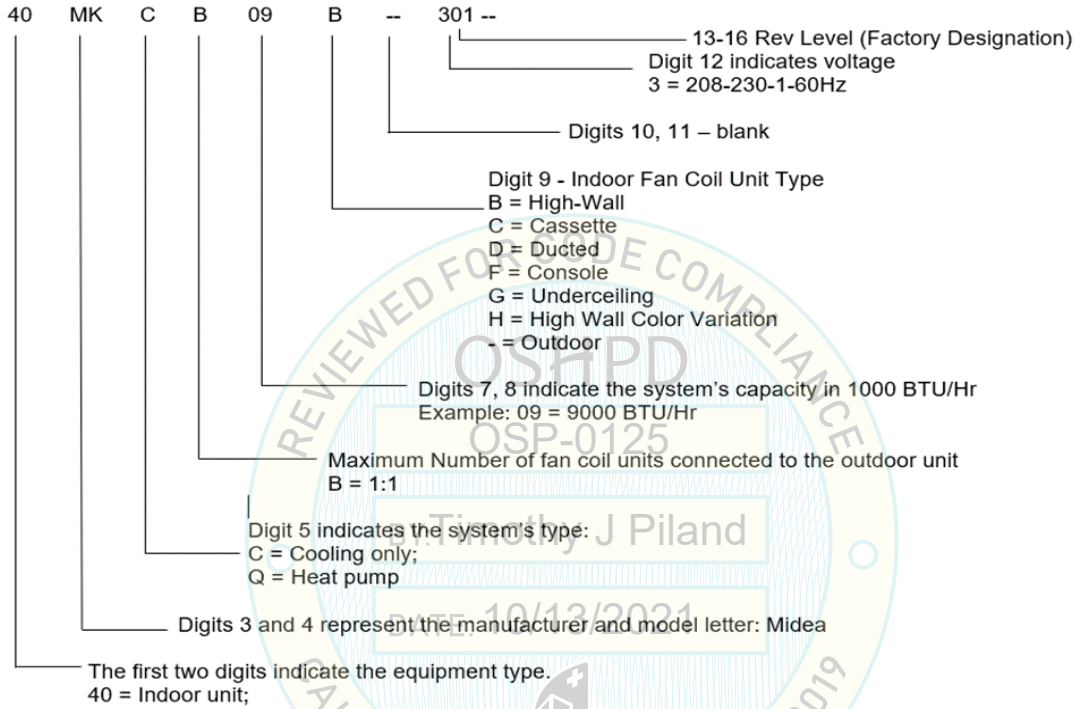 40 MK C B 09 B -- 301 --
13-16 Rev Level (Factory Designation)
Digit 12 indicates voltage
3 = 208-230-1-60Hz
Digits 10, 11 – blank
Digit 9 - Indoor Fan Coil Unit Type
B = High-Wall
C = Cassette
D = Ducted
F = Console
G = Underceiling
H = High Wall Color Variation
- = Outdoor
Digits 7, 8 indicate the system's capacity in 1000 BTU/Hr
Example: 09 = 9000 BTU/Hr
Maximum Number of fan coil units connected to the outdoor unit
B = 1:1
Digit 5 indicates the system's type:
C = Cooling only;
Q = Heat pump
Digits 3 and 4 represent the manufacturer and model letter: Midea
The first two digits indicate the equipment type.
40 = Indoor unit;
REVIEWED FOR CODE COMPLIANCE
OSHPD
OSP-0125
BY: Timothy J Piland
DATE: 10/13/2021
2019